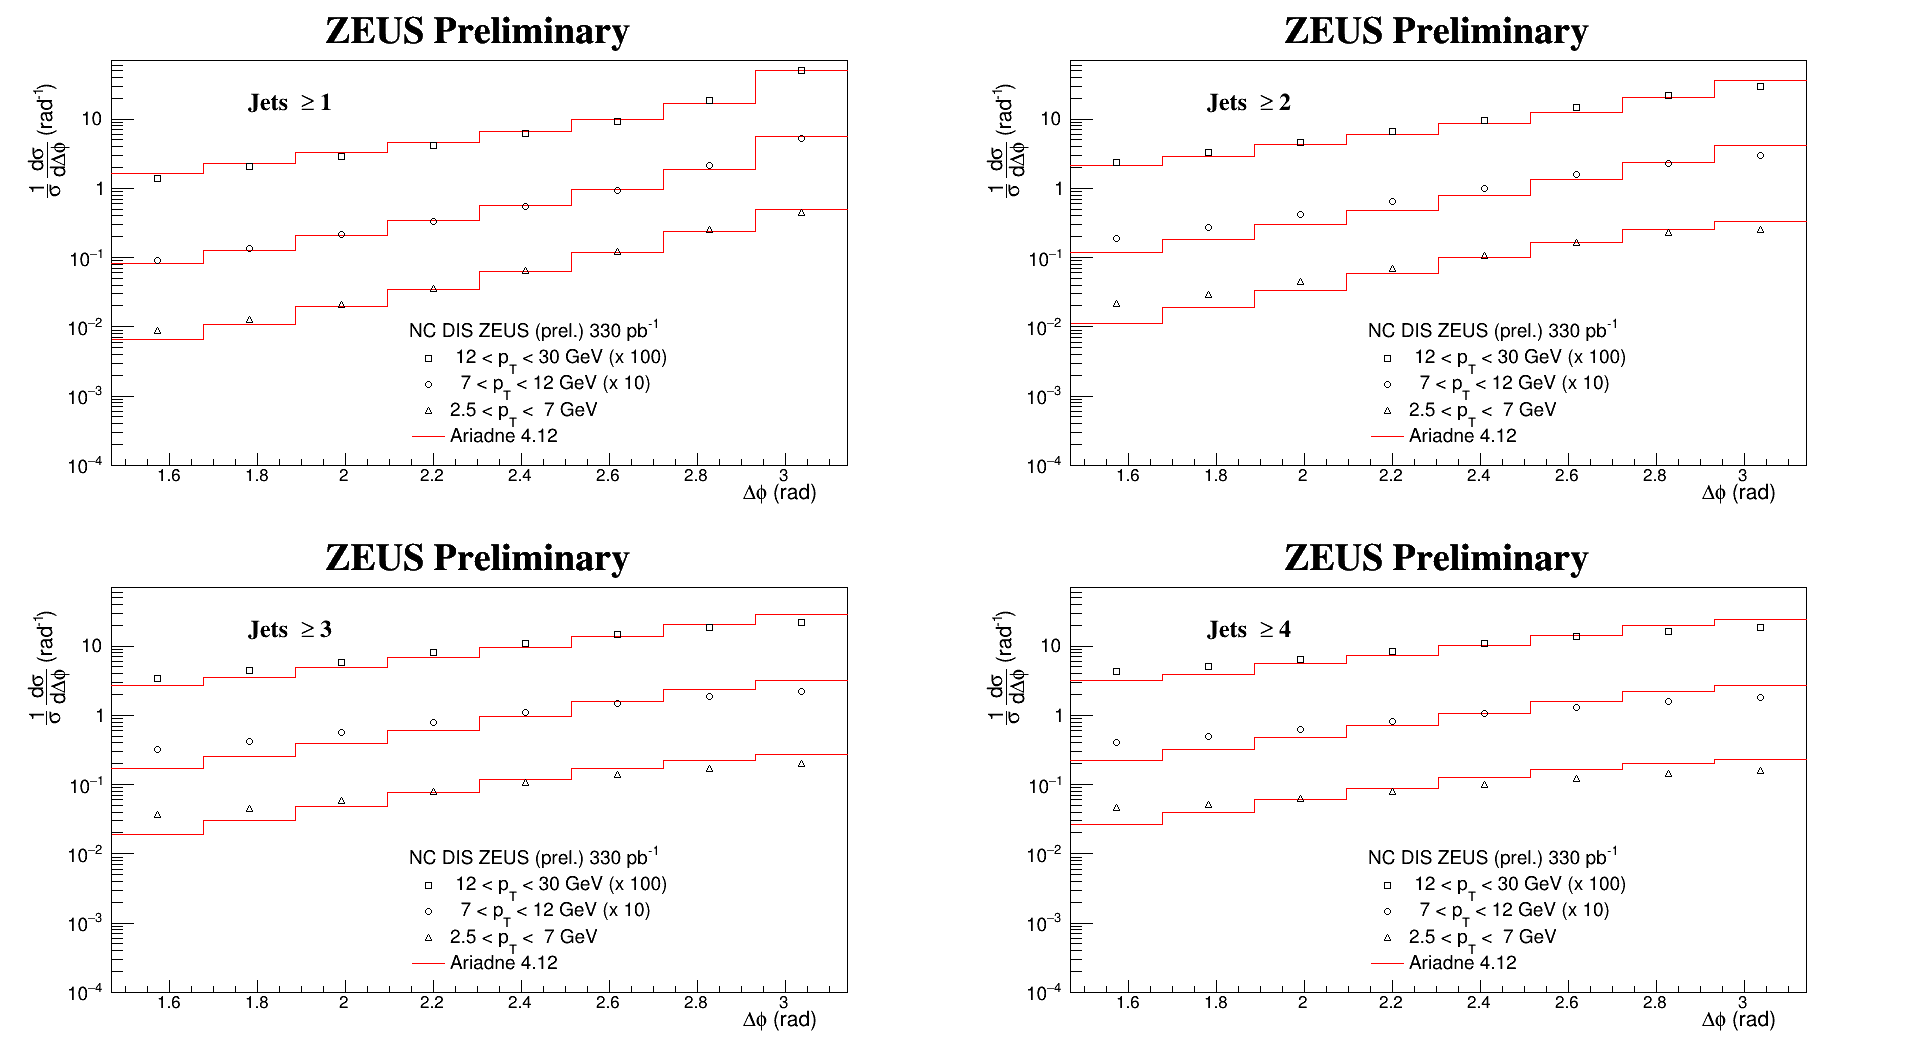 ZEUS Preliminary
Jets ≥ 1
1/σ dσ/dΔϕ (rad⁻¹)
10
1
10⁻¹
10⁻²
10⁻³
10⁻⁴
NC DIS ZEUS (prel.) 330 pb⁻¹
12 < p_T < 30 GeV (x 100)
7 < p_T < 12 GeV (x 10)
2.5 < p_T < 7 GeV
Ariadne 4.12
1.6 1.8 2 2.2 2.4 2.6 2.8 3
Δϕ (rad)
ZEUS Preliminary
Jets ≥ 2
1/σ dσ/dΔϕ (rad⁻¹)
10
1
10⁻¹
10⁻²
10⁻³
10⁻⁴
NC DIS ZEUS (prel.) 330 pb⁻¹
12 < p_T < 30 GeV (x 100)
7 < p_T < 12 GeV (x 10)
2.5 < p_T < 7 GeV
Ariadne 4.12
1.6 1.8 2 2.2 2.4 2.6 2.8 3
Δϕ (rad)
ZEUS Preliminary
Jets ≥ 3
1/σ dσ/dΔϕ (rad⁻¹)
10
1
10⁻¹
10⁻²
10⁻³
10⁻⁴
NC DIS ZEUS (prel.) 330 pb⁻¹
12 < p_T < 30 GeV (x 100)
7 < p_T < 12 GeV (x 10)
2.5 < p_T < 7 GeV
Ariadne 4.12
1.6 1.8 2 2.2 2.4 2.6 2.8 3
Δϕ (rad)
ZEUS Preliminary
Jets ≥ 4
1/σ dσ/dΔϕ (rad⁻¹)
10
1
10⁻¹
10⁻²
10⁻³
10⁻⁴
NC DIS ZEUS (prel.) 330 pb⁻¹
12 < p_T < 30 GeV (x 100)
7 < p_T < 12 GeV (x 10)
2.5 < p_T < 7 GeV
Ariadne 4.12
1.6 1.8 2 2.2 2.4 2.6 2.8 3
Δϕ (rad)